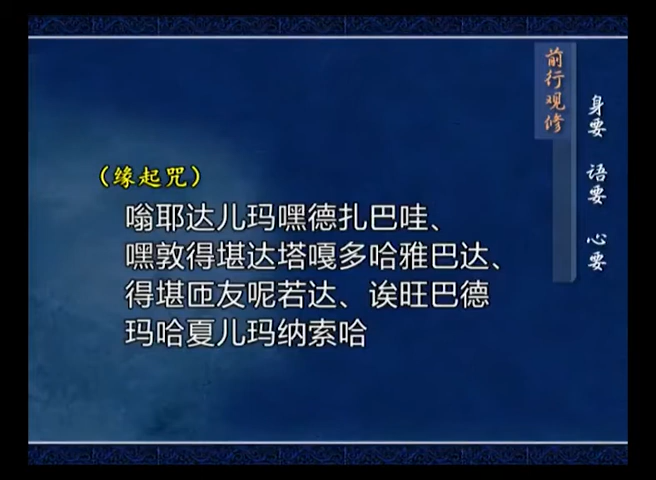 前行观修
身要 语要 心要
（缘起咒）
嗡耶达儿玛嘿德扎巴哇、
嘿敦得堪达塔嘎多哈雅巴达、
得堪匝友呢若达、诶旺巴德
玛哈夏儿玛纳索哈